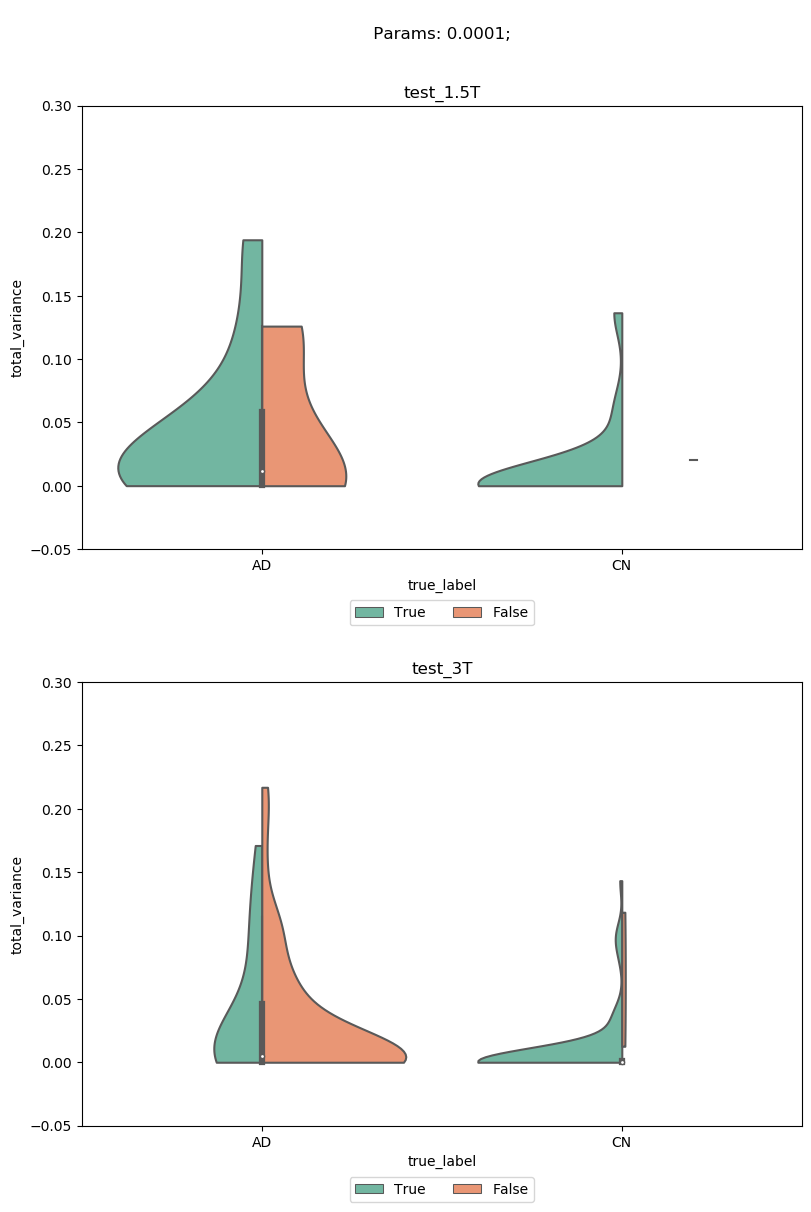 Params: 0.0001;
test_1.5T
0.30
0.25
0.20
0.15
0.10
0.05
0.00
−0.05
total_variance
AD CN
true_label
True False
test_3T
0.30
0.25
0.20
0.15
0.10
0.05
0.00
−0.05
total_variance
AD CN
true_label
True False